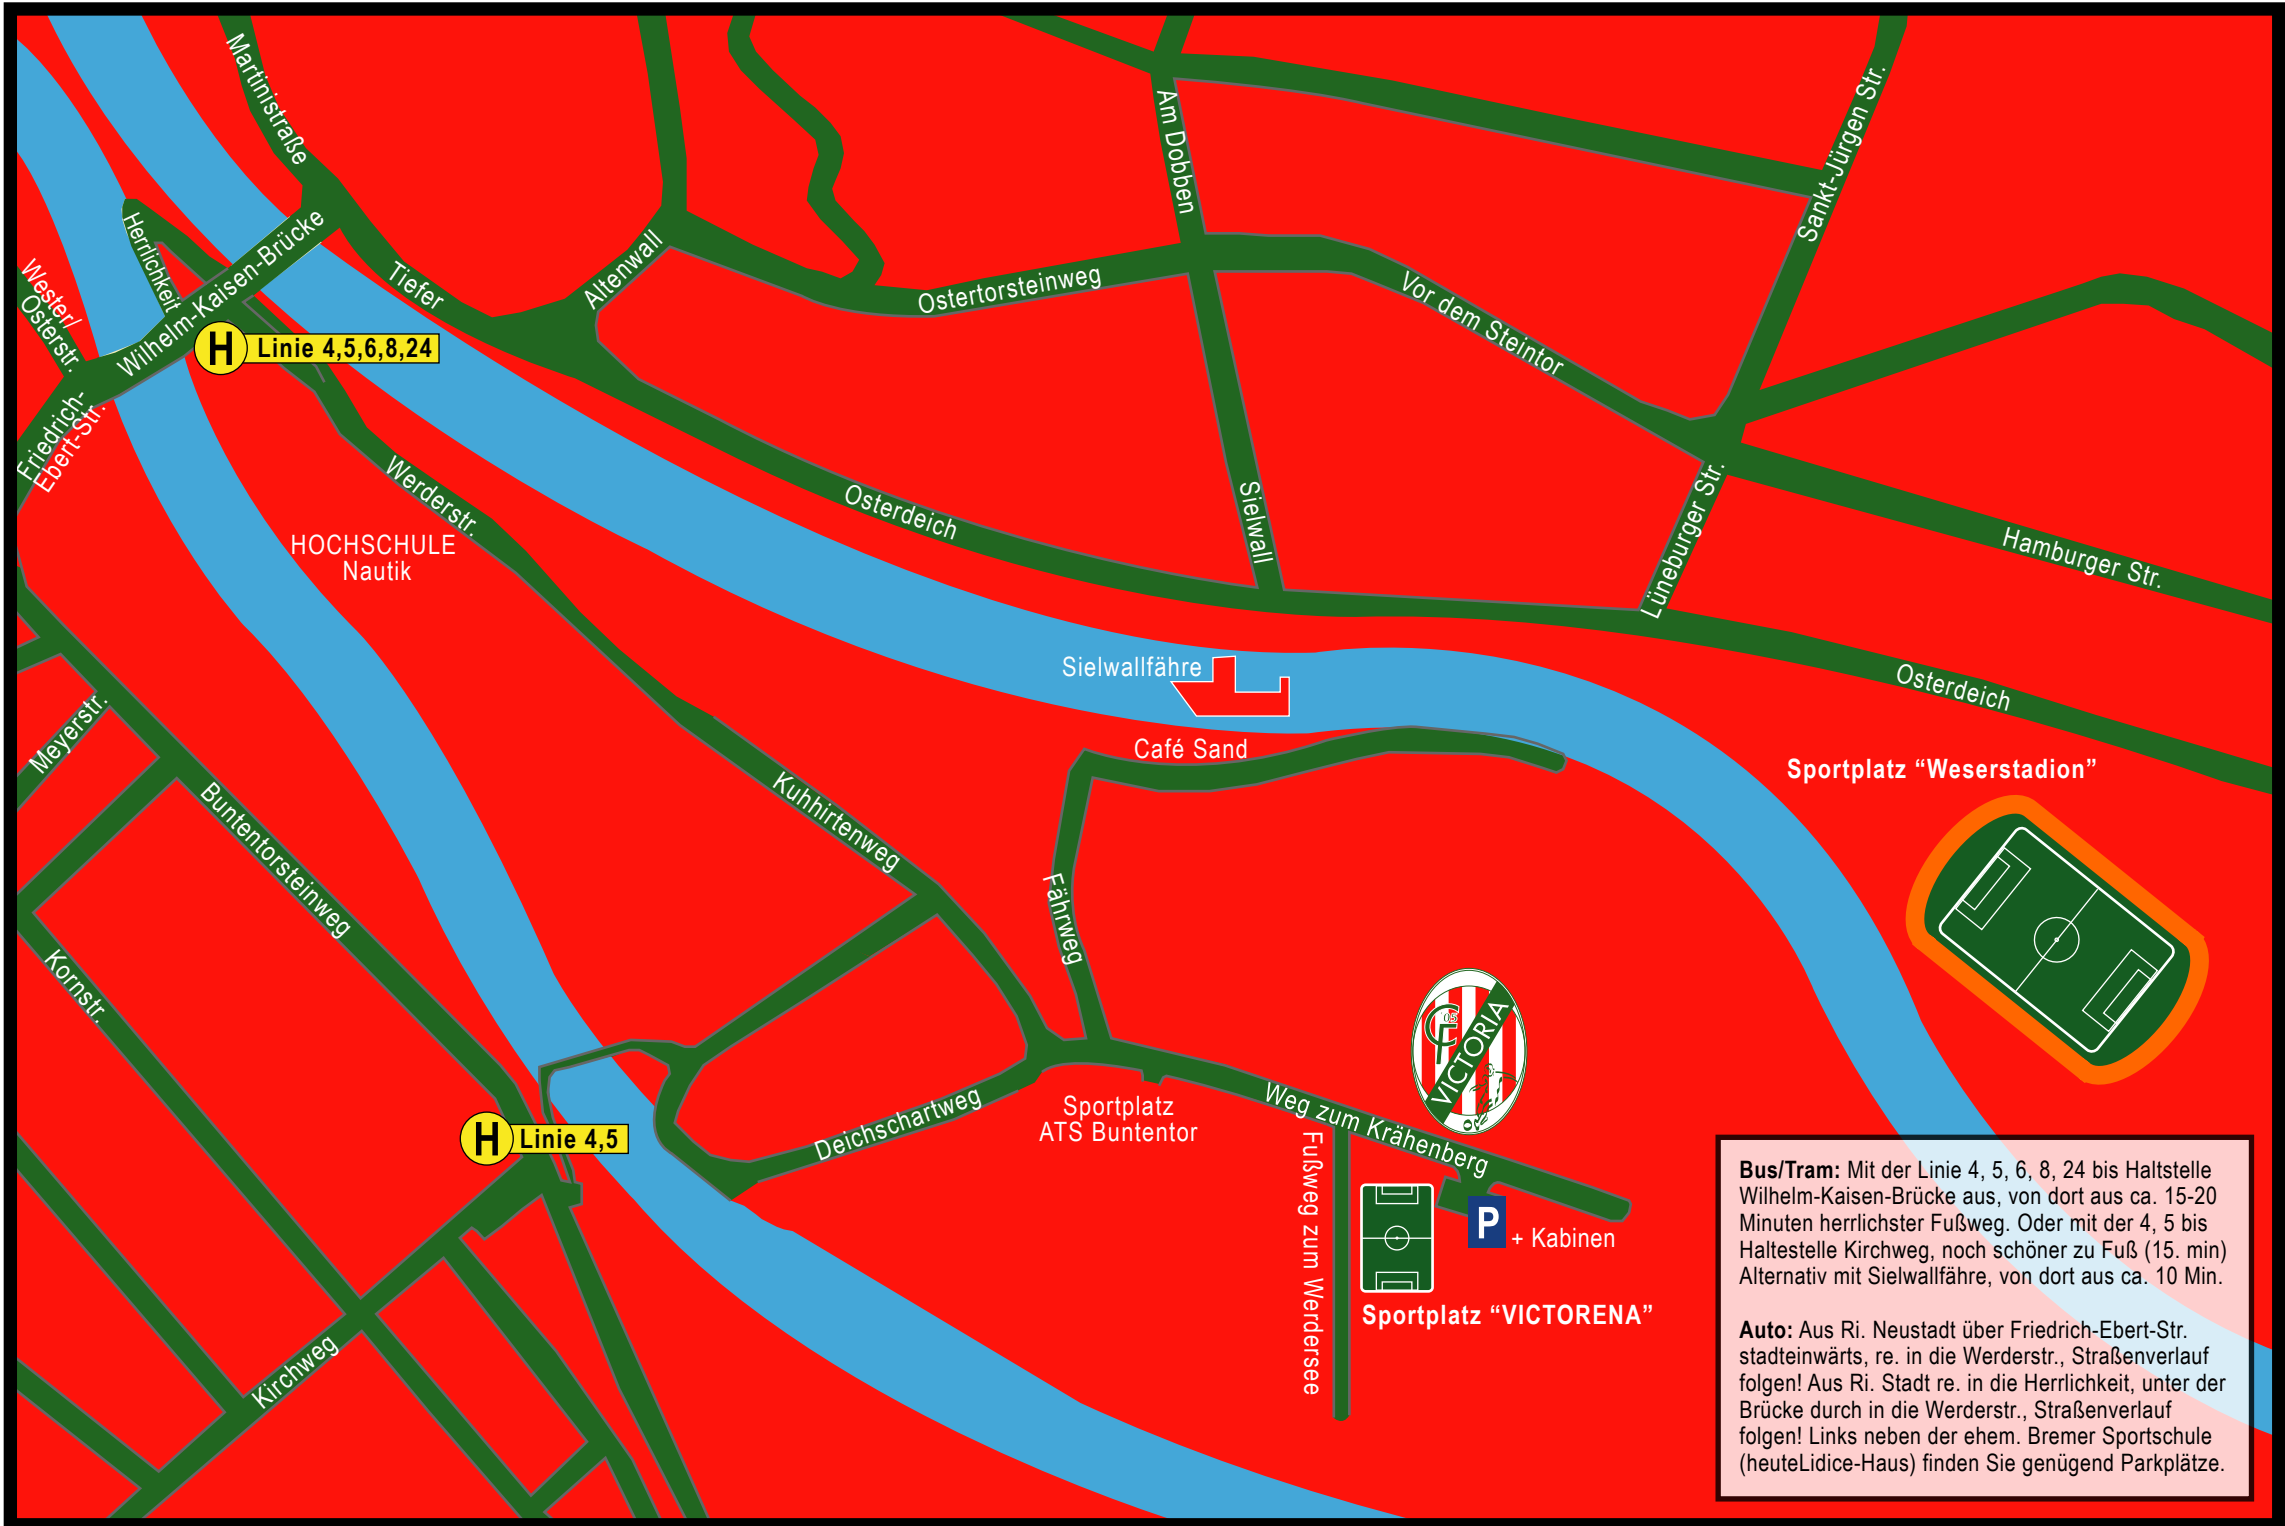 Martinistraße
Am Dobben
Sankt-Jürgen Str.
Herrlichkeit
Wilhelm-Kaisen-Brücke
Tiefer
Altenwall
Ostertorsteinweg
Vor dem Steintor
Wester/
Osterstr.
H Linie 4,5,6,8,24
Friedrich-
Ebert-Str.
Werderstr.
Osterdeich
Sielwall
Lüneburger Str.
Hamburger Str.
HOCHSCHULE
Nautik
Sielwallfähre
Osterdeich
Café Sand
Meyerstr.
Sportplatz “Weserstadion”
Buntentorsteinweg
Kuhhirtenweg
Fährweg
Kornstr.
CF
05
VICTORIA
H Linie 4,5
Deichschartweg
Sportplatz
ATS Buntentor
Weg zum Krähenberg
Fußweg zum Werdersee
P + Kabinen
Sportplatz “VICTORENA”
Kirchweg
Bus/Tram: Mit der Linie 4, 5, 6, 8, 24 bis Haltstelle
Wilhelm-Kaisen-Brücke aus, von dort aus ca. 15-20
Minuten herrlichster Fußweg. Oder mit der 4, 5 bis
Haltestelle Kirchweg, noch schöner zu Fuß (15. min)
Alternativ mit Sielwallfähre, von dort aus ca. 10 Min.
Auto: Aus Ri. Neustadt über Friedrich-Ebert-Str.
stadteinwärts, re. in die Werderstr., Straßenverlauf
folgen! Aus Ri. Stadt re. in die Herrlichkeit, unter der
Brücke durch in die Werderstr., Straßenverlauf
folgen! Links neben der ehem. Bremer Sportschule
(heuteLidice-Haus) finden Sie genügend Parkplätze.